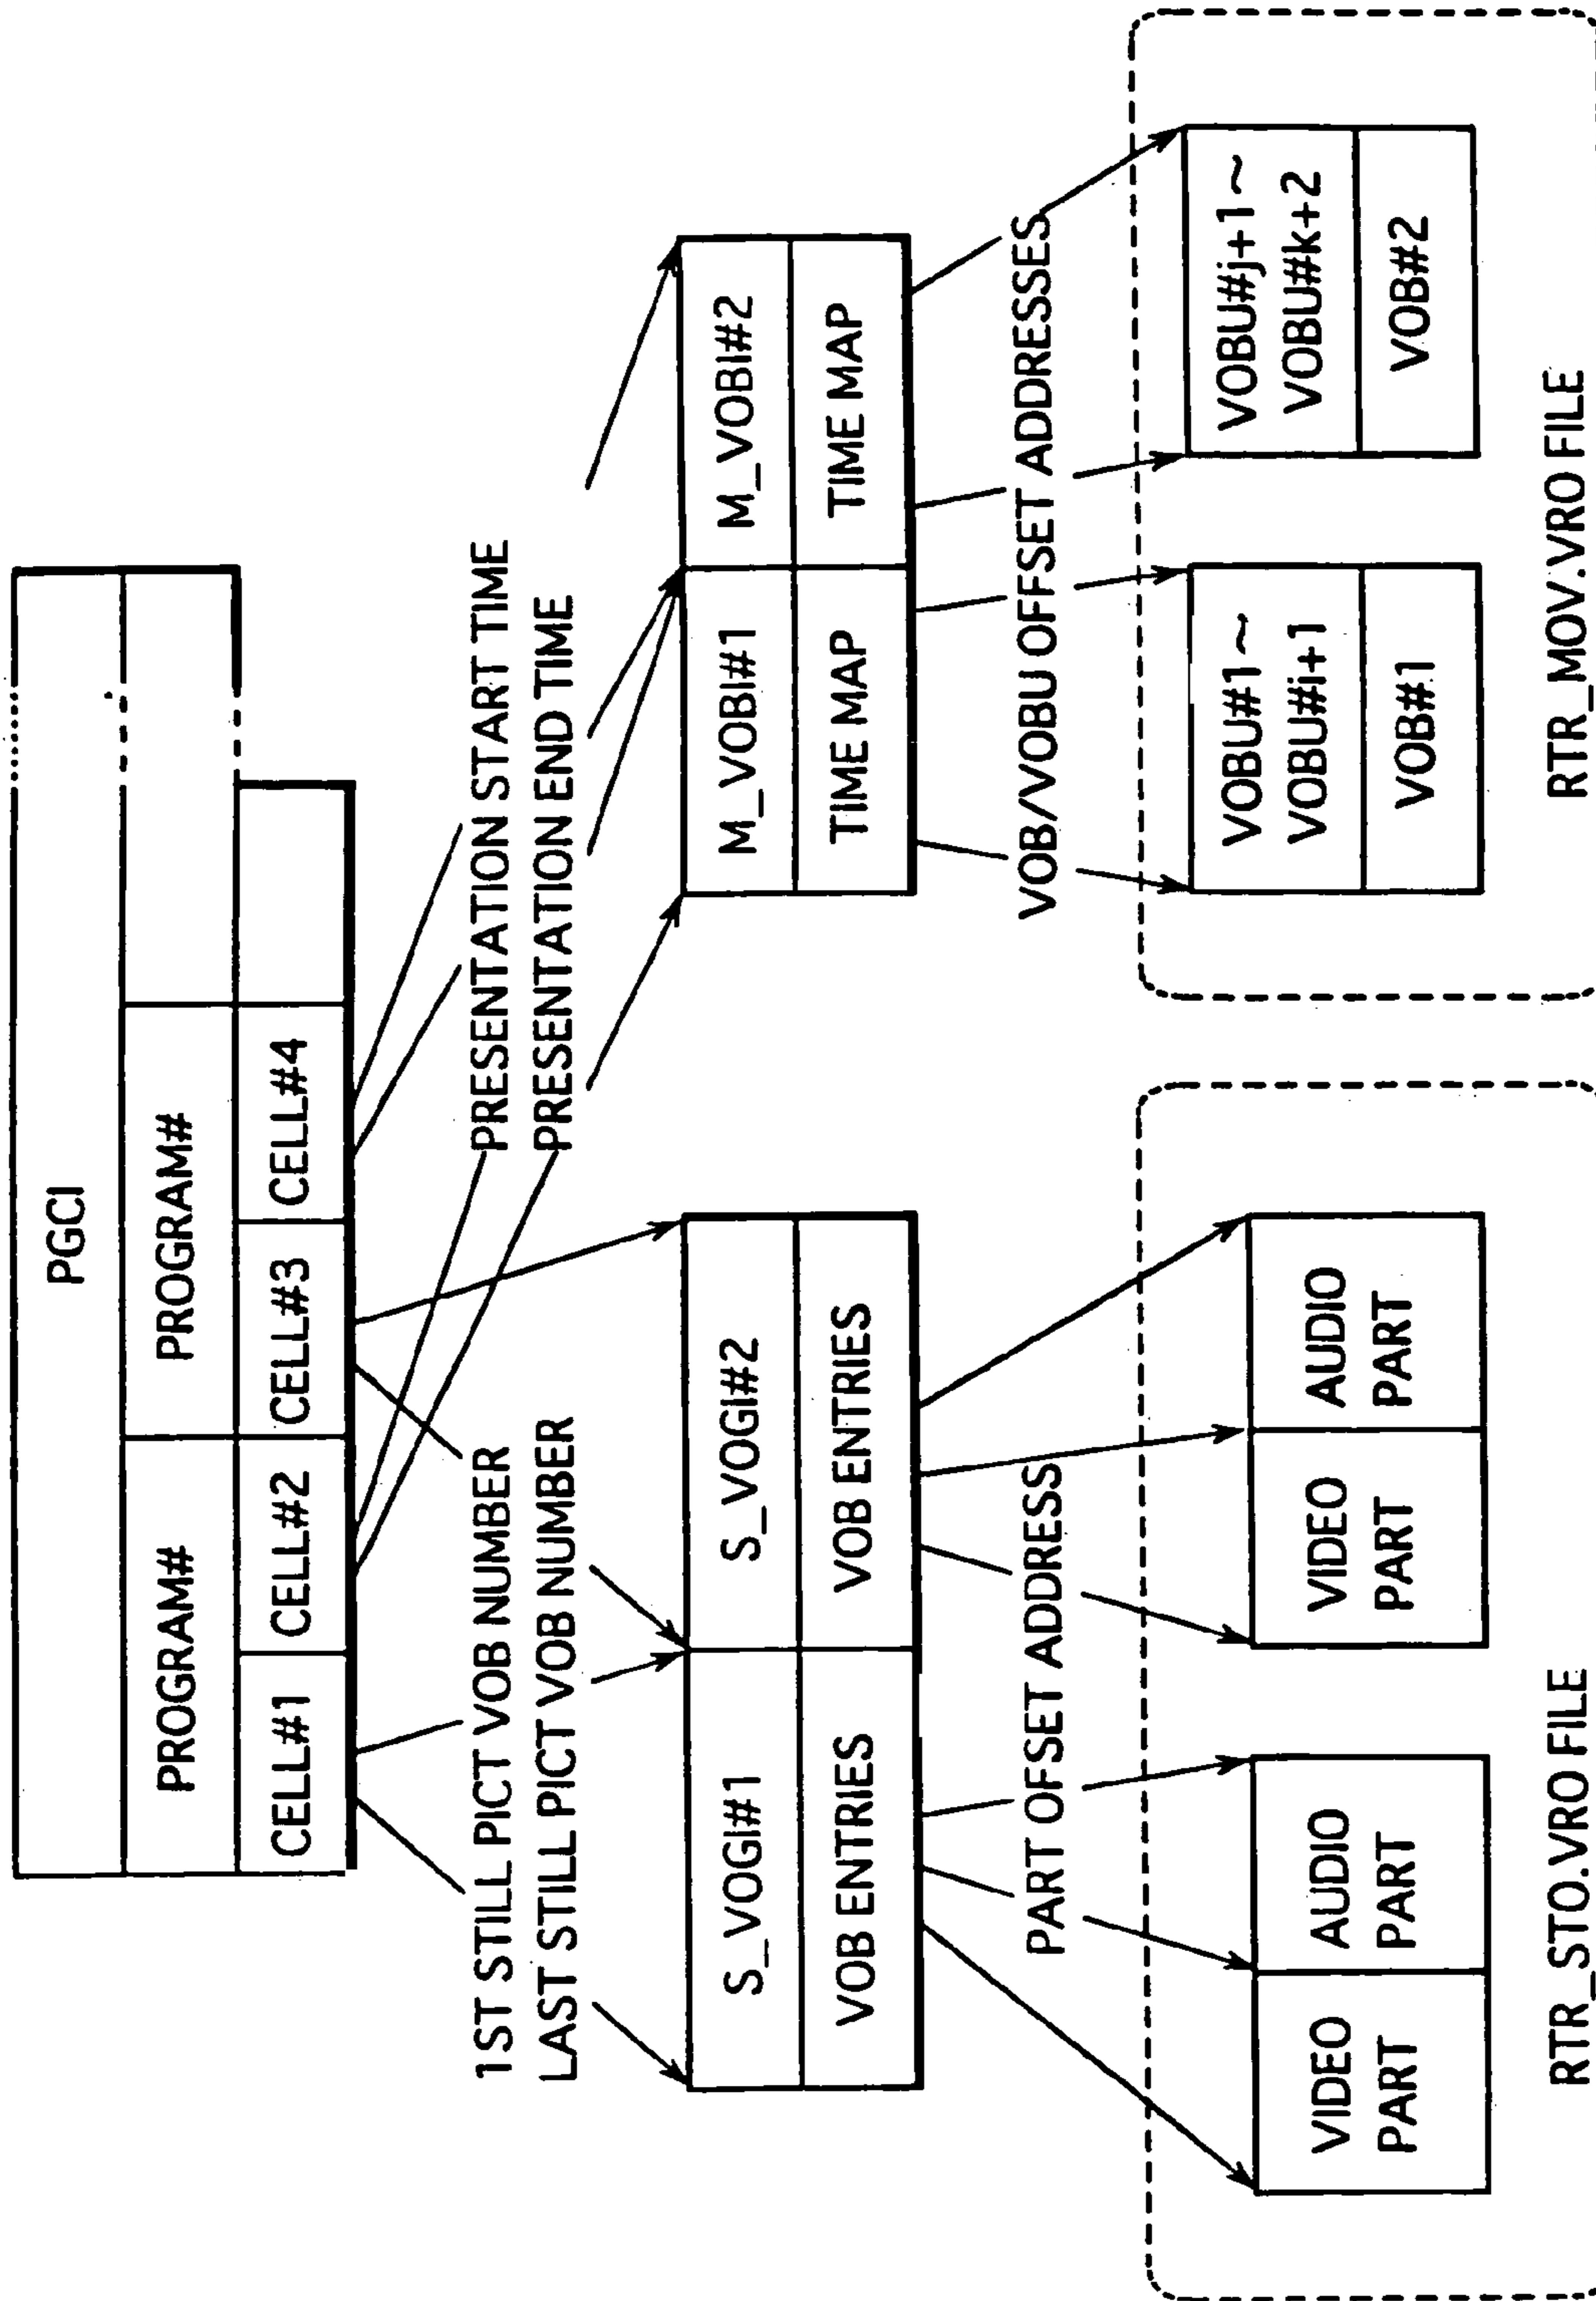 PGCI
PROGRAM#
PROGRAM#
CELL#1
CELL#2
CELL#3
CELL#4
1ST STILL PICT VOB NUMBER
LAST STILL PICT VOB NUMBER
PRESENTATION START TIME
PRESENTATION END TIME
S_VOGI#1
S_VOGI#2
VOB ENTRIES
VOB ENTRIES
M_VOBI#1
M_VOBI#2
TIME MAP
TIME MAP
PART OFFSET ADDRESS
VOB/VOBU OFFSET ADDRESSES
VIDEO
PART
AUDIO
PART
VIDEO
PART
AUDIO
PART
VOBU#1~
VOBU#i+1
VOB#1
VOBU#j+1~
VOBU#k+2
VOB#2
RTR_STO.VRO FILE
RTR_MOV.VRO FILE